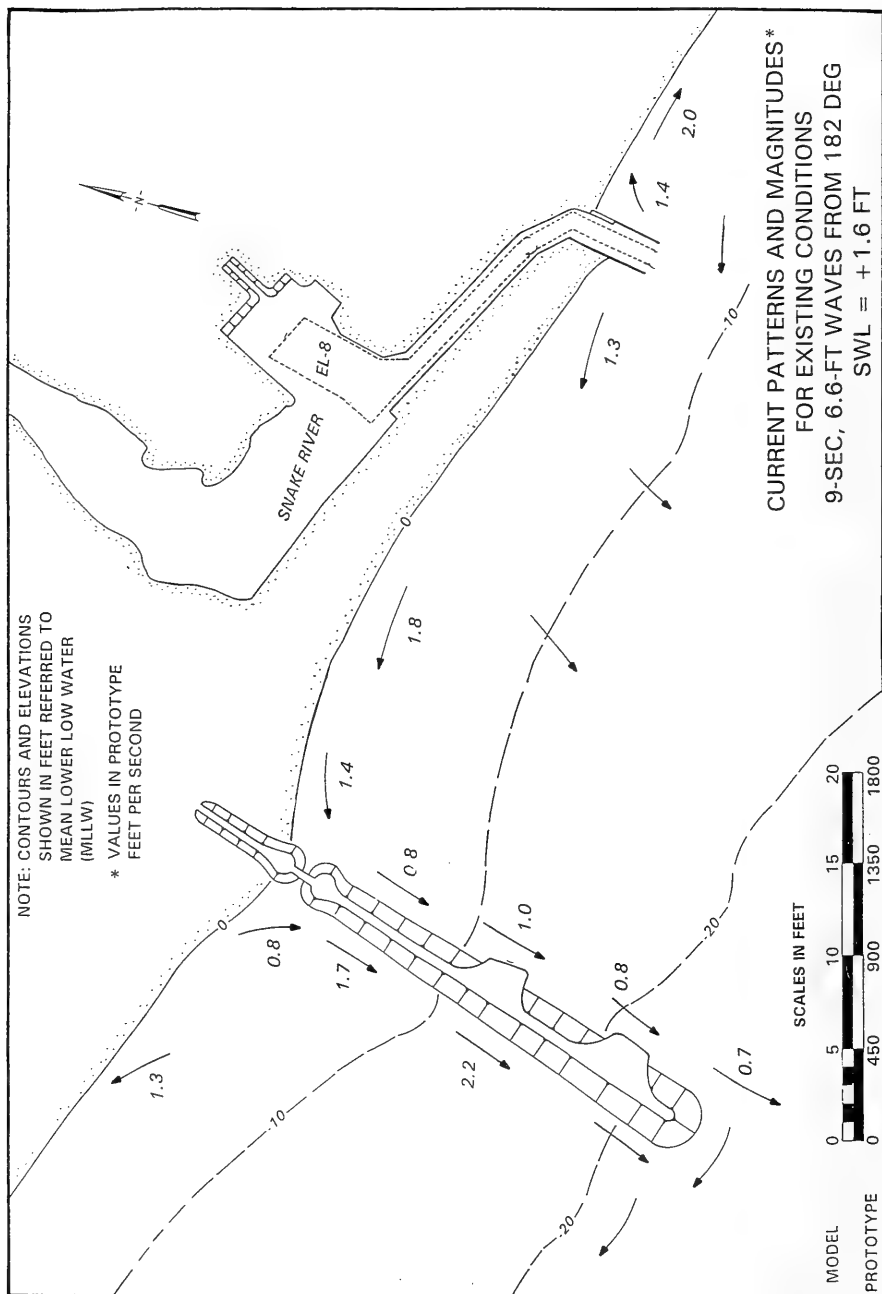 NOTE: CONTOURS AND ELEVATIONS
SHOWN IN FEET REFERRED TO
MEAN LOWER LOW WATER
(MLLW)
* VALUES IN PROTOTYPE
FEET PER SECOND
-N-
SNAKE RIVER
EL-8
0
0
1.3
0.8
1.7
1.4
1.8
1.3
1.4
2.0
0.8
1.0
2.2
0.8
0.7
-10
-10
-20
-20
SCALES IN FEET
MODEL
0 5 10 15 20
PROTOTYPE
0 450 900 1350 1800
CURRENT PATTERNS AND MAGNITUDES*
FOR EXISTING CONDITIONS
9-SEC, 6.6-FT WAVES FROM 182 DEG
SWL = +1.6 FT